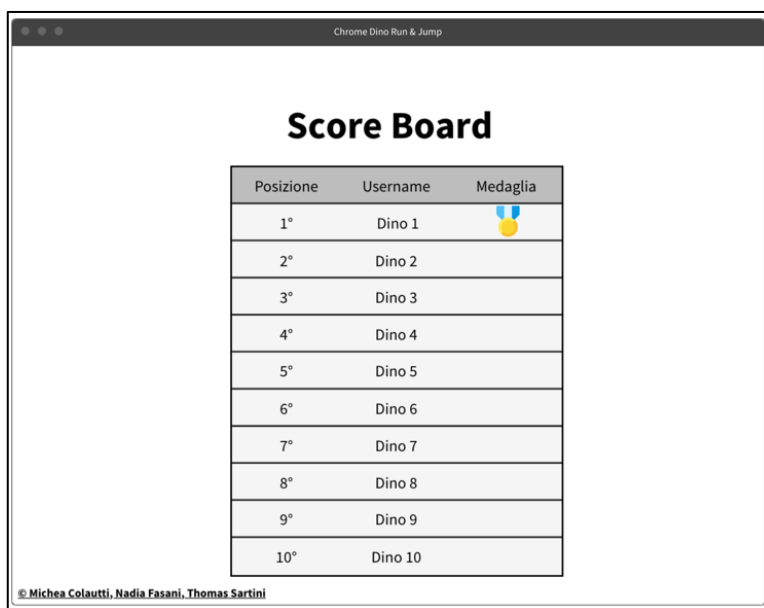 Chrome Dino Run & Jump
Score Board
Posizione Username Medaglia
1° Dino 1
2° Dino 2
3° Dino 3
4° Dino 4
5° Dino 5
6° Dino 6
7° Dino 7
8° Dino 8
9° Dino 9
10° Dino 10
© Michea Colautti, Nadia Fasani, Thomas Sartini